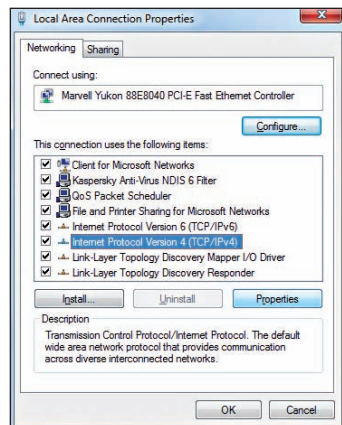 Local Area Connection Properties
Networking
Sharing
Connect using:
Marvell Yukon 88E8040 PCI-E Fast Ethernet Controller
Configure...
This connection uses the following items:
Client for Microsoft Networks
Kaspersky Anti-Virus NDIS 6 Filter
QoS Packet Scheduler
File and Printer Sharing for Microsoft Networks
Internet Protocol Version 6 (TCP/IPv6)
Internet Protocol Version 4 (TCP/IPv4)
Link-Layer Topology Discovery Mapper I/O Driver
Link-Layer Topology Discovery Responder
Install...
Uninstall
Properties
Description
Transmission Control Protocol/Internet Protocol. The default
wide area network protocol that provides communication
across diverse interconnected networks.
OK
Cancel